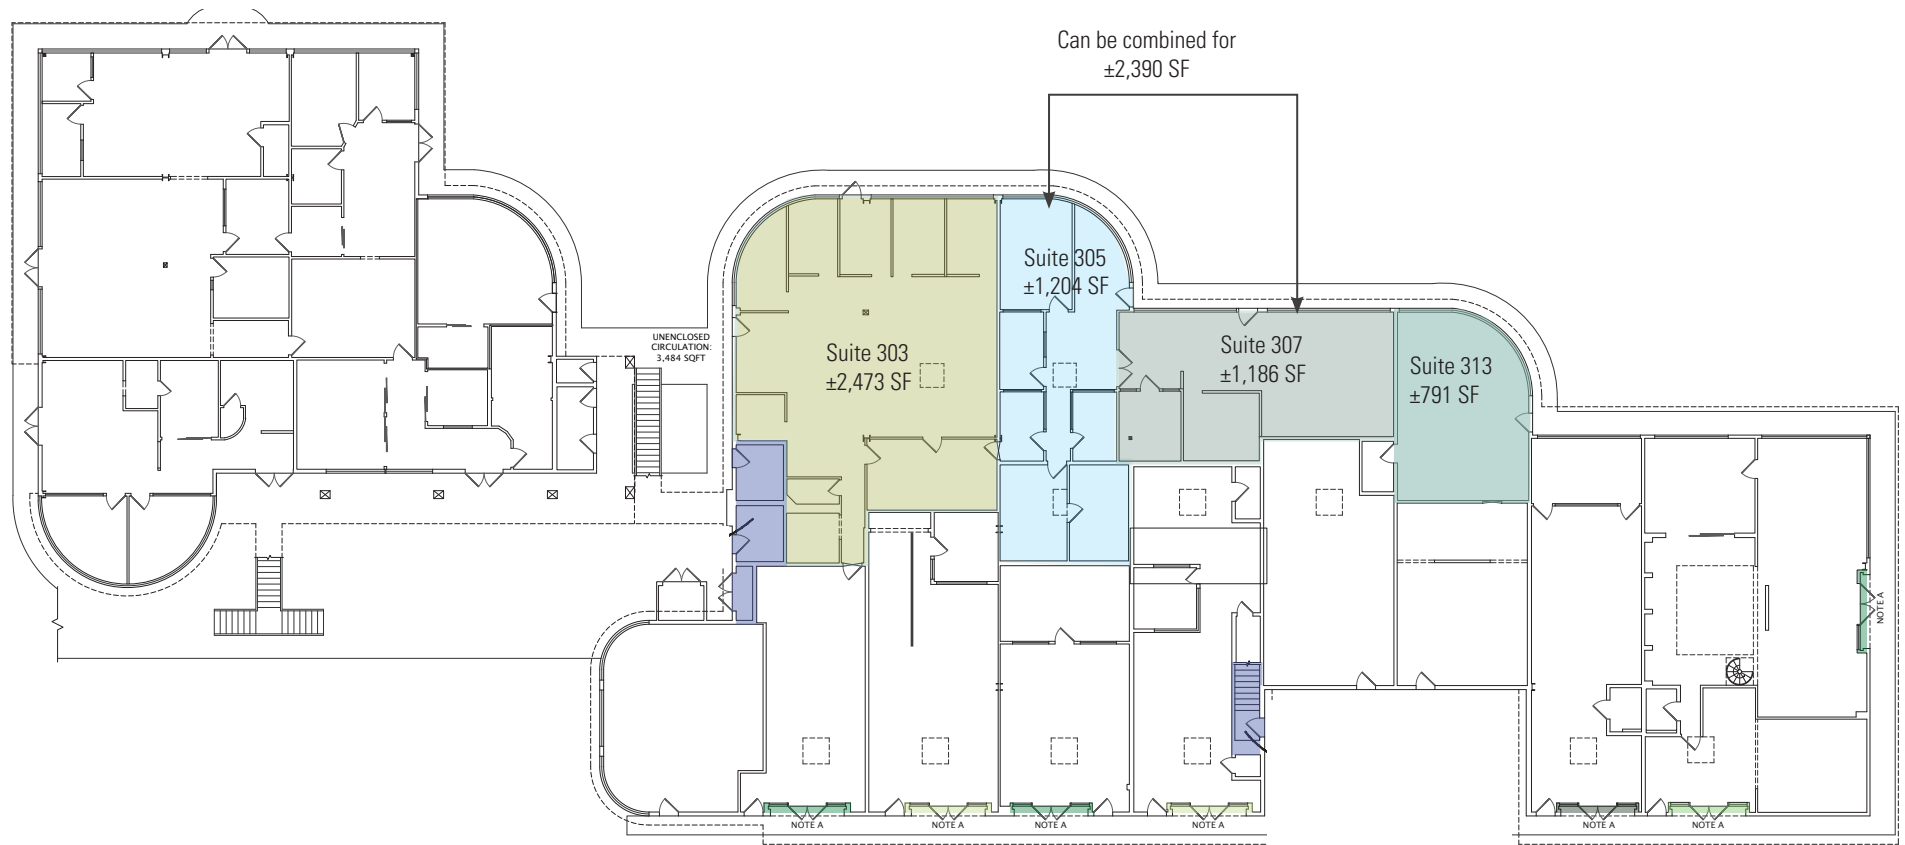 Can be combined for
±2,390 SF
Suite 305
±1,204 SF
UNENCLOSED
CIRCULATION:
3,484 SQFT
Suite 303
±2,473 SF
Suite 307
±1,186 SF
Suite 313
±791 SF
NOTE A
NOTE A
NOTE A
NOTE A
NOTE A
NOTE A
NOTE A